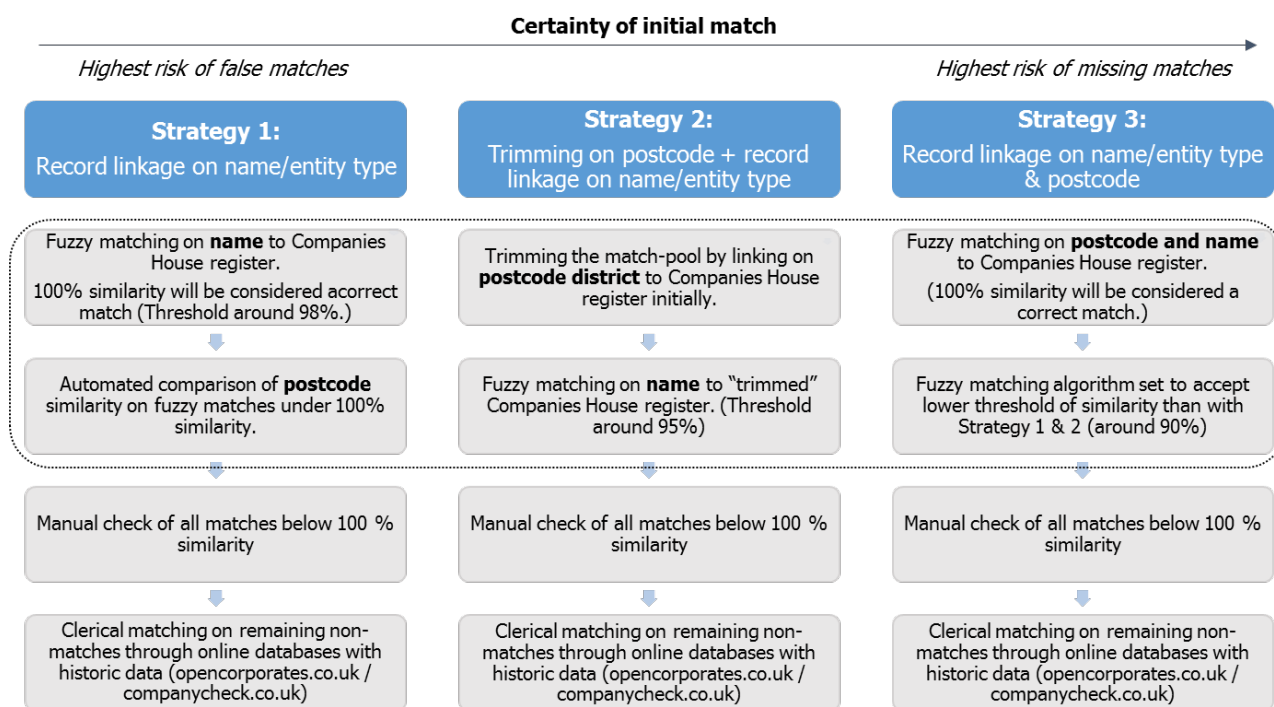 Certainty of initial match
Highest risk of false matches
Highest risk of missing matches
Strategy 1:
Record linkage on name/entity type
Strategy 2:
Trimming on postcode + record
linkage on name/entity type
Strategy 3:
Record linkage on name/entity type
& postcode
Fuzzy matching on name to Companies
House register.
100% similarity will be considered acorrect
match (Threshold around 98%.)
Trimming the match-pool by linking on
postcode district to Companies House
register initially.
Fuzzy matching on postcode and name
to Companies House register.
(100% similarity will be considered a
correct match.)
Automated comparison of postcode
similarity on fuzzy matches under 100%
similarity.
Fuzzy matching on name to “trimmed”
Companies House register. (Threshold
around 95%)
Fuzzy matching algorithm set to accept
lower threshold of similarity than with
Strategy 1 & 2 (around 90%)
Manual check of all matches below 100 %
similarity
Manual check of all matches below 100 %
similarity
Manual check of all matches below 100 %
similarity
Clerical matching on remaining non-
matches through online databases with
historic data (opencorporates.co.uk /
companycheck.co.uk)
Clerical matching on remaining non-
matches through online databases with
historic data (opencorporates.co.uk /
companycheck.co.uk)
Clerical matching on remaining non-
matches through online databases with
historic data (opencorporates.co.uk /
companycheck.co.uk)